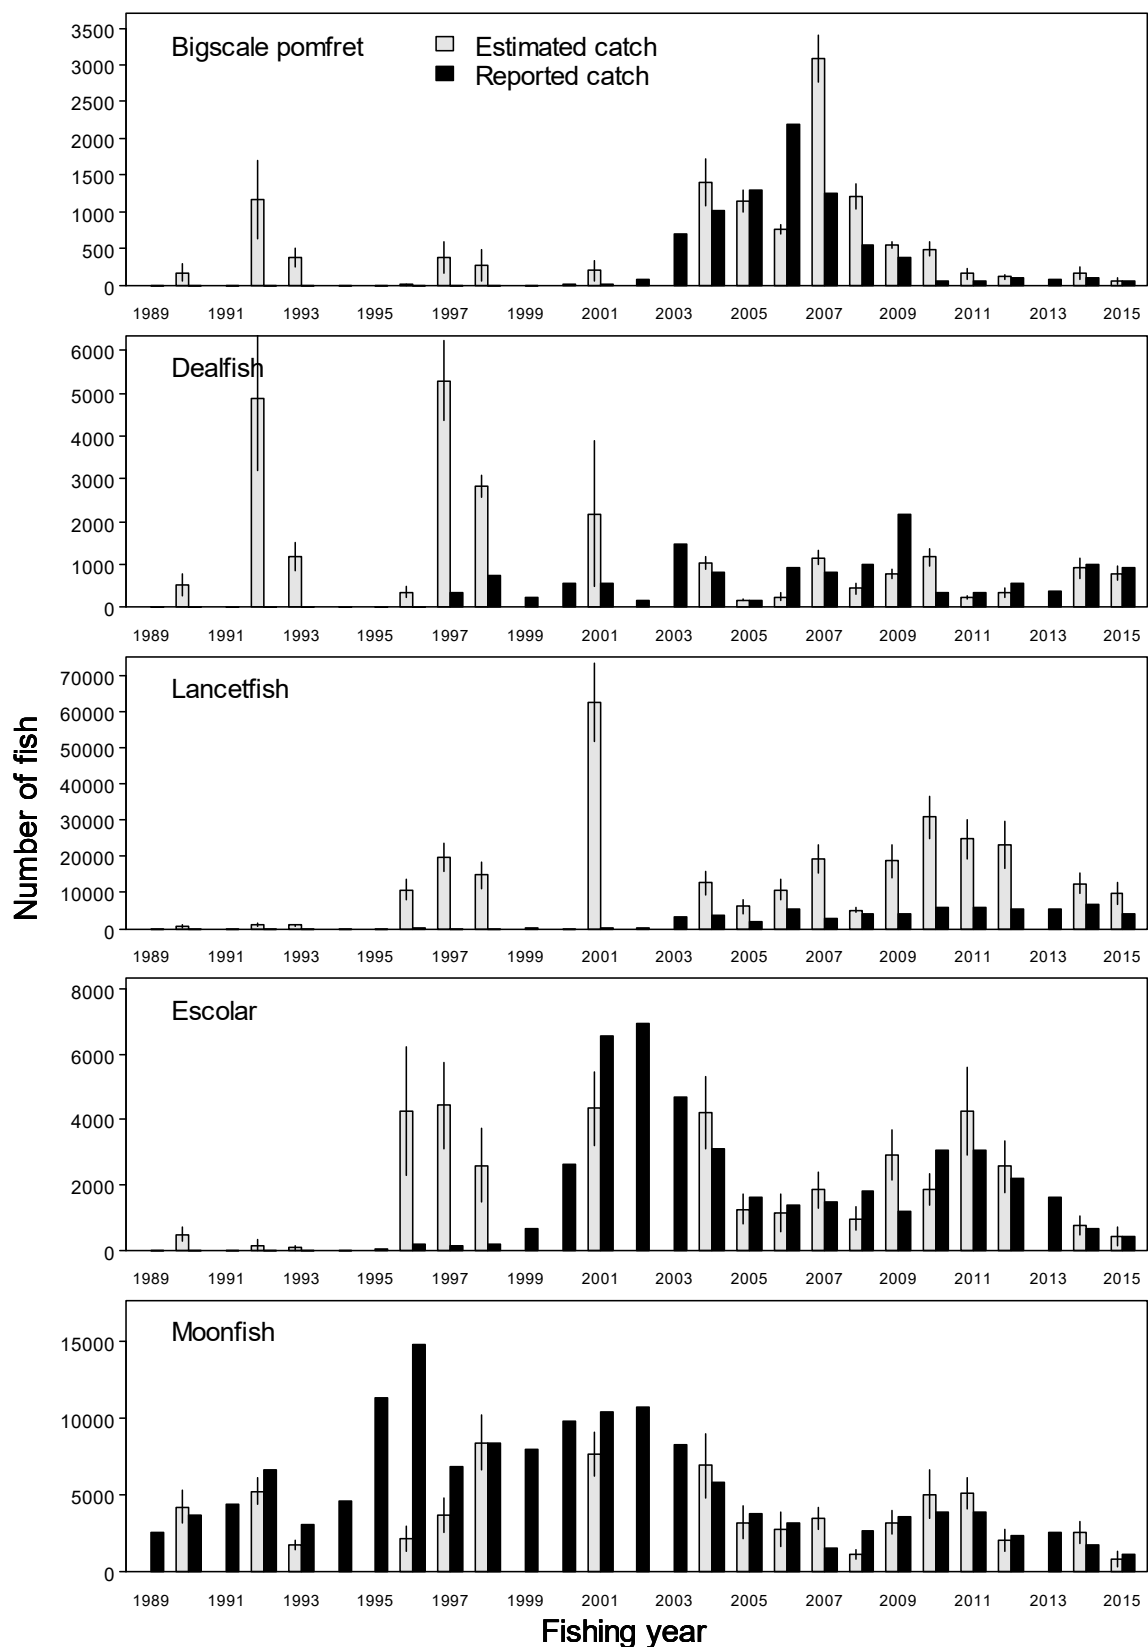 Bigscale pomfret
Estimated catch
Reported catch
3500
3000
2500
2000
1500
1000
500
0
1989 1991 1993 1995 1997 1999 2001 2003 2005 2007 2009 2011 2013 2015
Dealfish
6000
5000
4000
3000
2000
1000
0
1989 1991 1993 1995 1997 1999 2001 2003 2005 2007 2009 2011 2013 2015
Lancetfish
70000
60000
50000
40000
30000
20000
10000
0
1989 1991 1993 1995 1997 1999 2001 2003 2005 2007 2009 2011 2013 2015
Number of fish
Escolar
8000
6000
4000
2000
0
1989 1991 1993 1995 1997 1999 2001 2003 2005 2007 2009 2011 2013 2015
Moonfish
15000
10000
5000
0
1989 1991 1993 1995 1997 1999 2001 2003 2005 2007 2009 2011 2013 2015
Fishing year